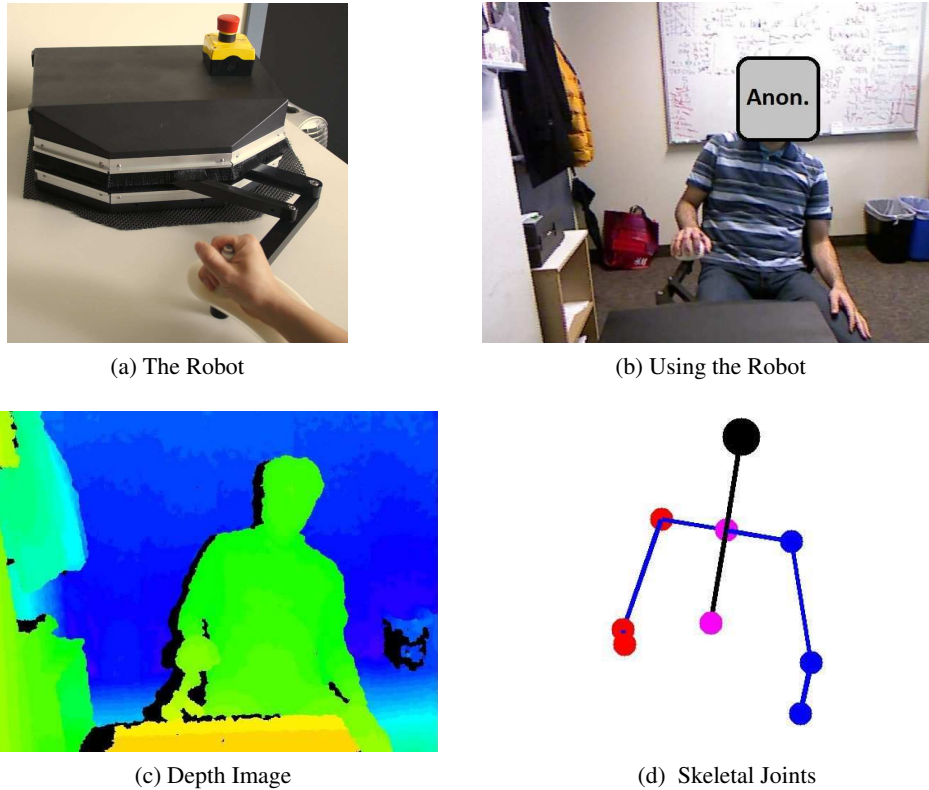 Anon.
(a) The Robot
(b) Using the Robot
(c) Depth Image
(d) Skeletal Joints